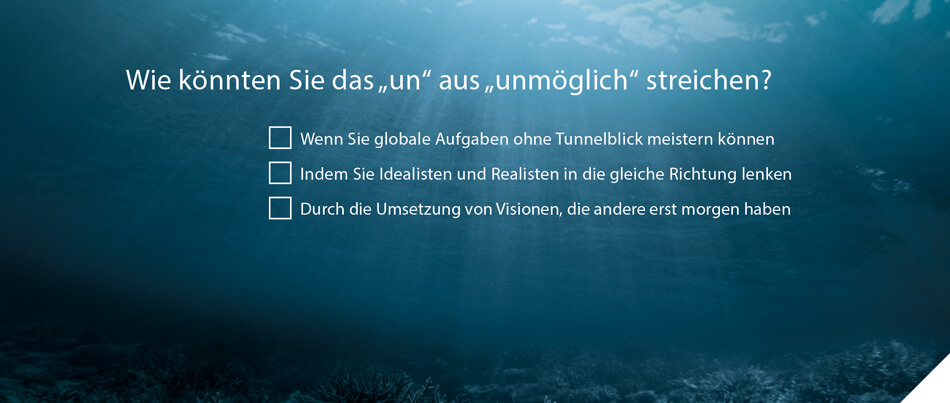 Wie könnten Sie das „un“ aus „unmöglich“ streichen?
Wenn Sie globale Aufgaben ohne Tunnelblick meistern können
Indem Sie Idealisten und Realisten in die gleiche Richtung lenken
Durch die Umsetzung von Visionen, die andere erst morgen haben